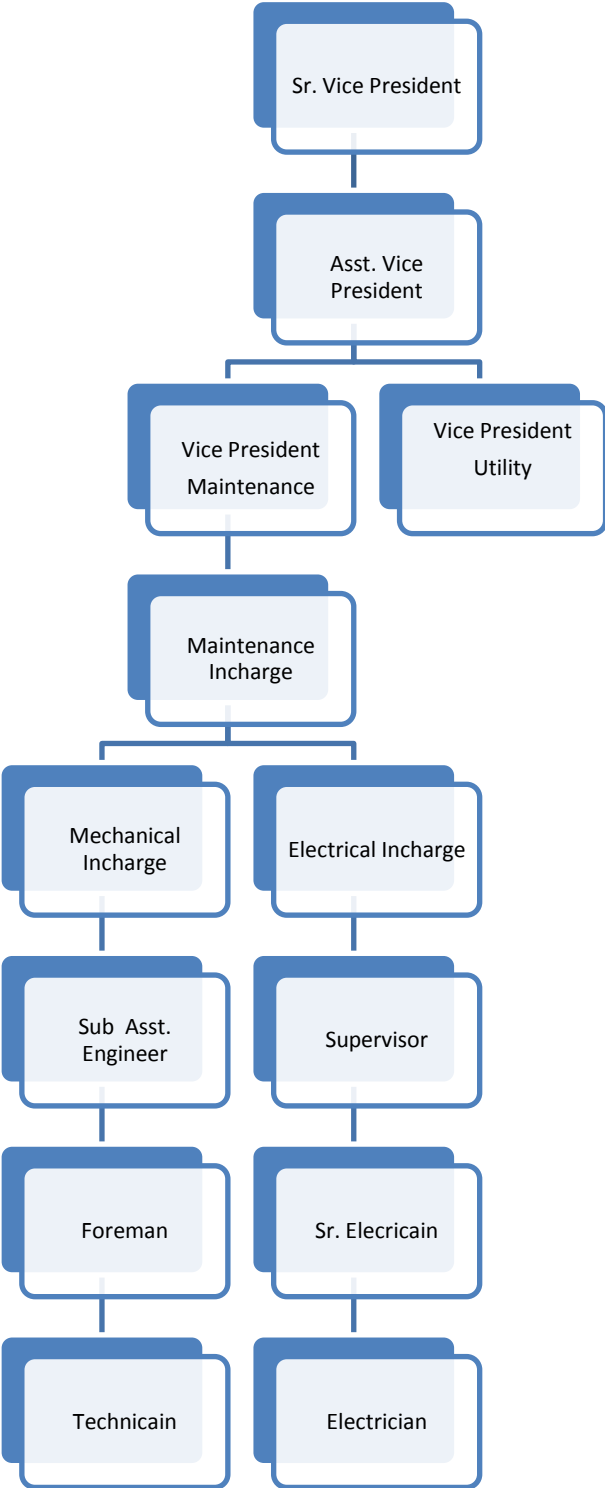 Sr. Vice President
Asst. Vice
President
Vice President
Maintenance
Vice President
Utility
Maintenance
Incharge
Mechanical
Incharge
Electrical Incharge
Sub  Asst.
Engineer
Supervisor
Foreman
Sr. Elecricain
Technicain
Electrician